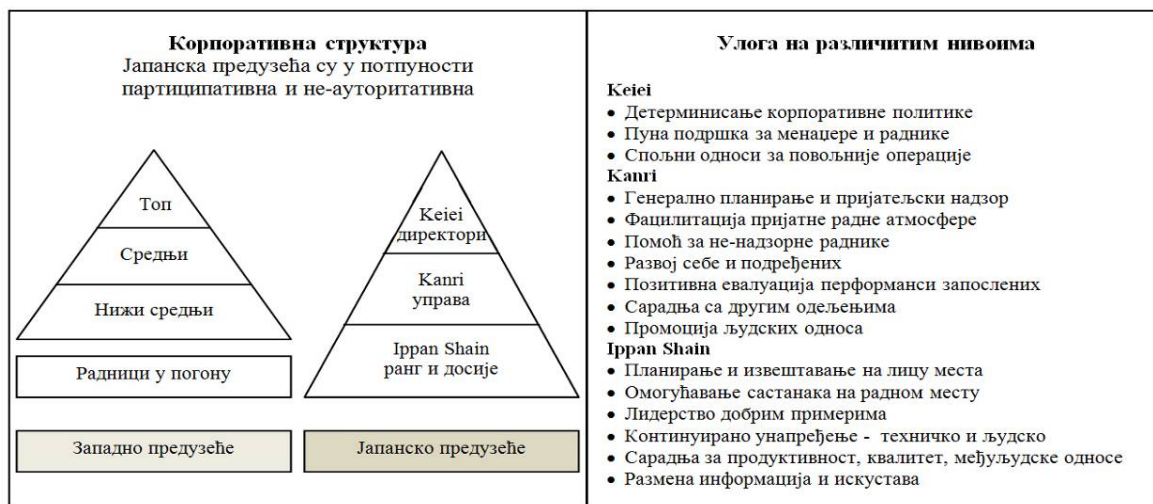 Корпоративна структура
Јапанска предузећа су у потпуности
партиципативна и не-ауторитативна
Топ
Средњи
Нижи средњи
Радници у погону
Западно предузеће
Keiei
директори
Kanri
управа
Ippan Shain
ранг и досије
Јапанско предузеће
Улога на различитим нивоима
Keiei
• Детерминисање корпоративне политике
• Пуна подршка за менаџере и раднике
• Спољни односи за повољније операције
Kanri
• Генерално планирање и пријатељски надзор
• Фацилитација пријатне радне атмосфере
• Помоћ за не-надзорне раднике
• Развој себе и подређених
• Позитивна евалуација перформанси запослених
• Сарадња са другим одељењима
• Промоција људских односа
Ippan Shain
• Планирање и извештавање на лицу места
• Омогућавање састанака на радном месту
• Лидерство добрим примерима
• Континуирано унапређење - техничко и људско
• Сарадња за продуктивност, квалитет, међуљудске односе
• Размена информација и искустава